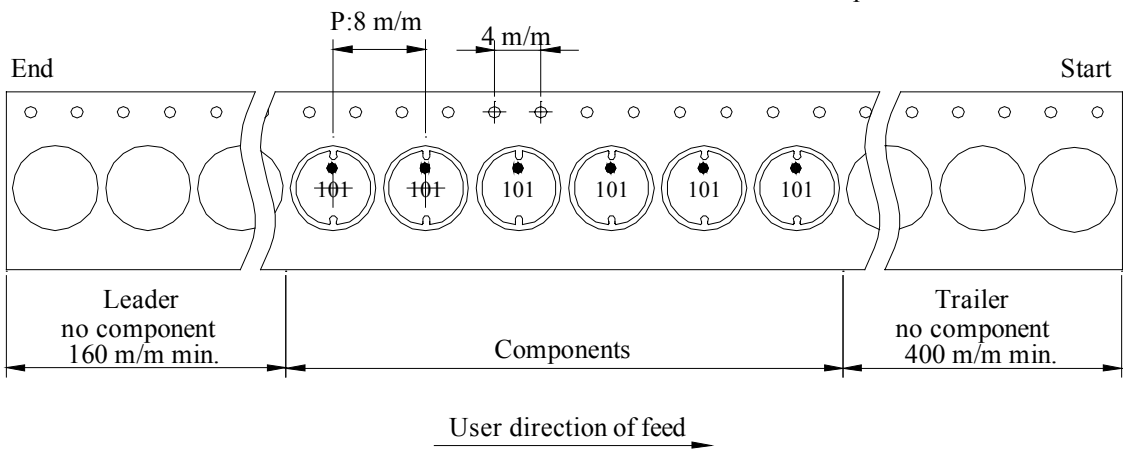 P:8 m/m
4 m/m
End
Start
101 101 101 101 101 101
Leader
no component
160 m/m min.
Components
Trailer
no component
400 m/m min.
User direction of feed